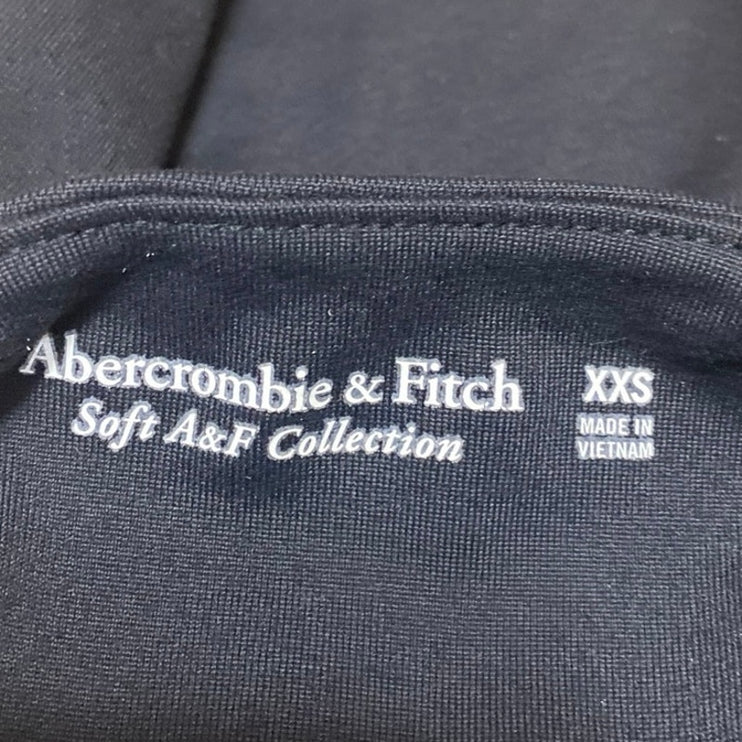 Abercrombie & Fitch
Soft A&F Collection
XXS
MADE IN
VIETNAM